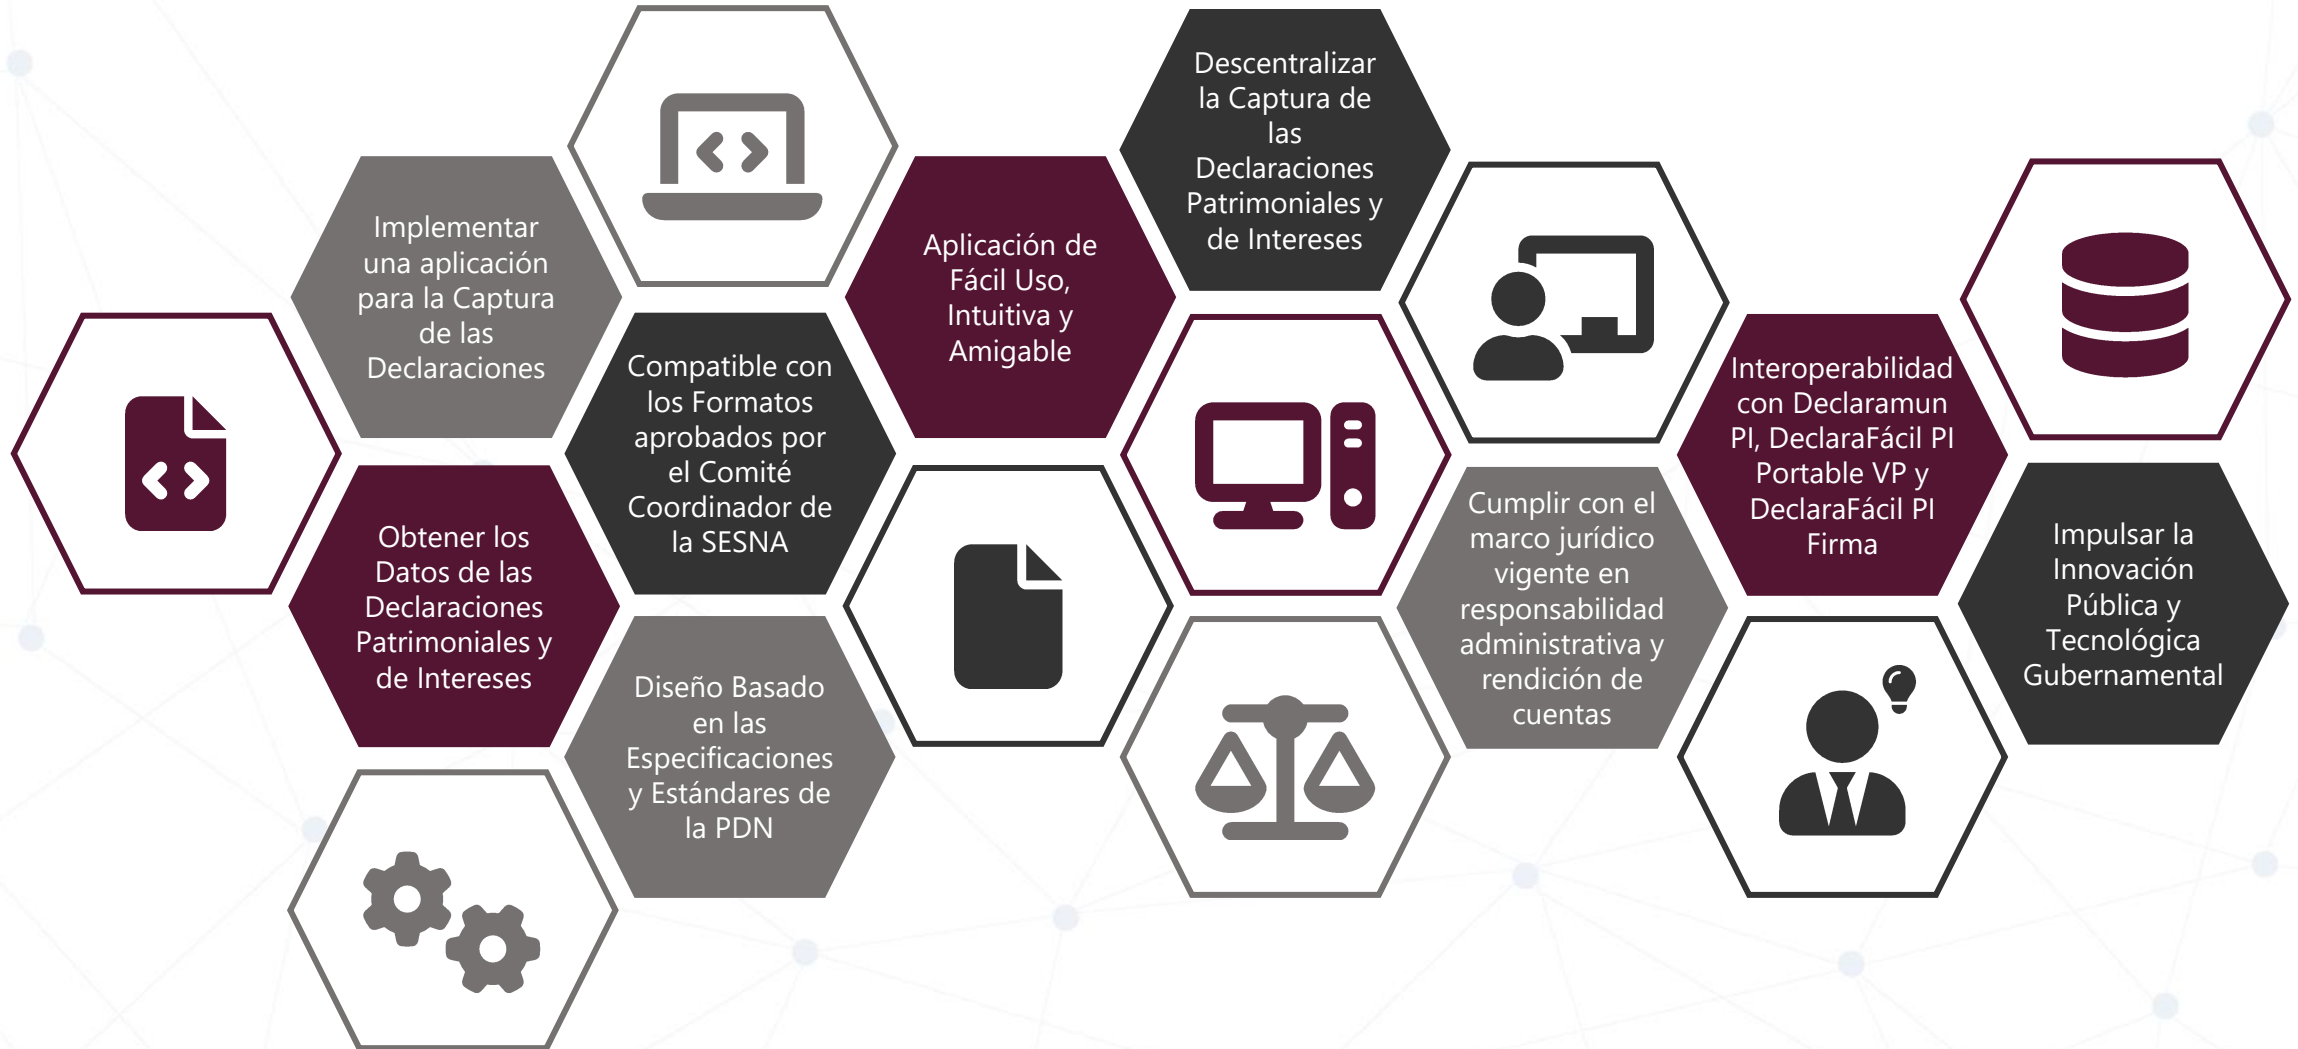 Implementar
una aplicación
para la Captura
de las
Declaraciones
Obtener los
Datos de las
Declaraciones
Patrimoniales y
de Intereses
Compatible con
los Formatos
aprobados por
el Comité
Coordinador de
la SESNA
Diseño Basado
en las
Especificaciones
y Estándares de
la PDN
Aplicación de
Fácil Uso,
Intuitiva y
Amigable
Descentralizar
la Captura de
las
Declaraciones
Patrimoniales y
de Intereses
Cumplir con el
marco jurídico
vigente en
responsabilidad
administrativa y
rendición de
cuentas
Interoperabilidad
con Declaramun
PI, DeclaraFácil PI
Portable VP y
DeclaraFácil PI
Firma
Impulsar la
Innovación
Pública y
Tecnológica
Gubernamental